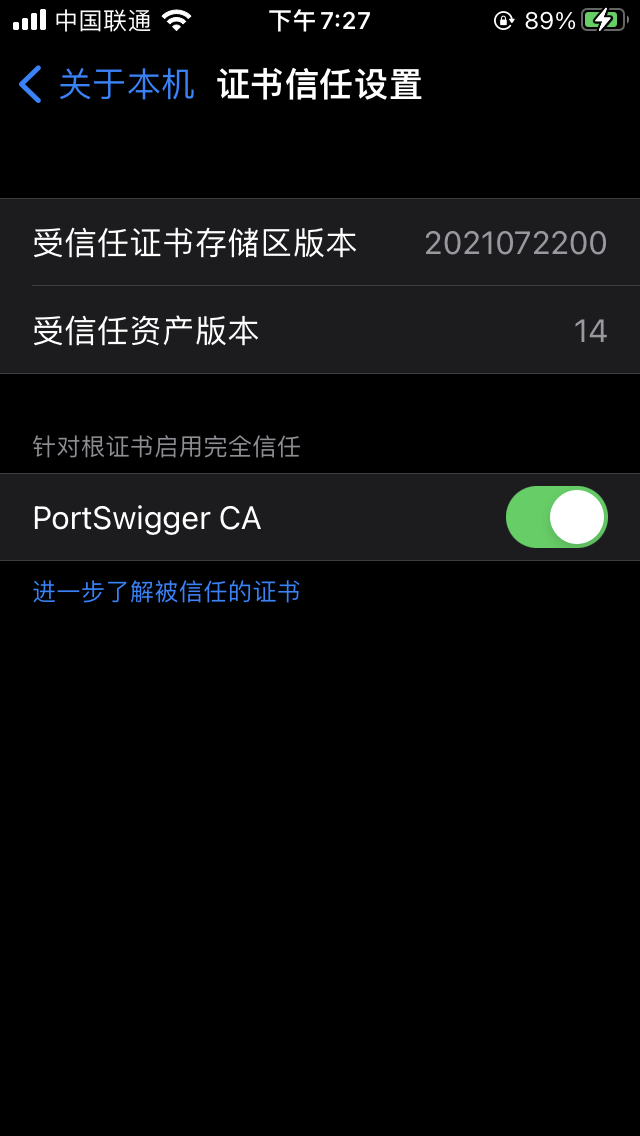 中国联通 下午7:27 89%
关于本机 证书信任设置
受信任证书存储区版本 2021072200
受信任资产版本 14
针对根证书启用完全信任
PortSwigger CA
进一步了解被信任的证书